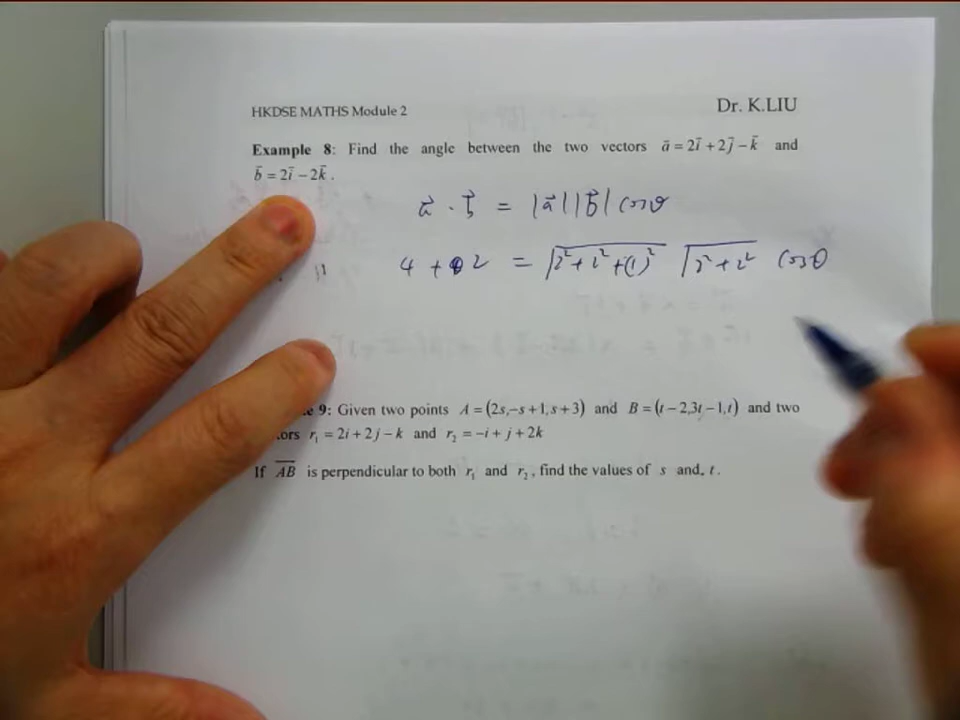 HKDSE MATHS Module 2
Dr. K.LIU
Example 8: Find the angle between the two vectors a⃗ = 2i⃗ + 2j⃗ − k⃗ and
b⃗ = 2i⃗ − 2k⃗ .
a⃗ · b⃗ = |a⃗||b⃗| cosθ
4 + 2 = √(2²+2²+(1)²) √(2²+2²) cosθ
e 9: Given two points A = (2s,−s+1,s+3) and B = (t−2,3t−1,t) and two
ors r₁ = 2i + 2j − k and r₂ = −i + j + 2k
If AB is perpendicular to both r₁ and r₂, find the values of s and. t.